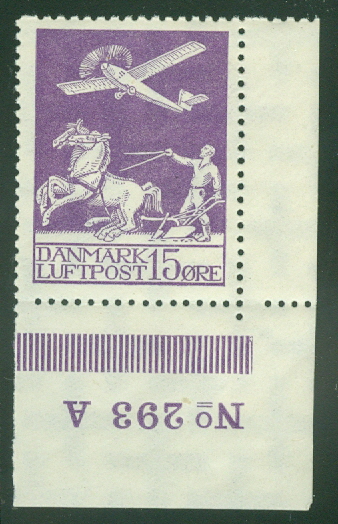 DANMARK
LUFTPOST 15 ØRE
No 293 A